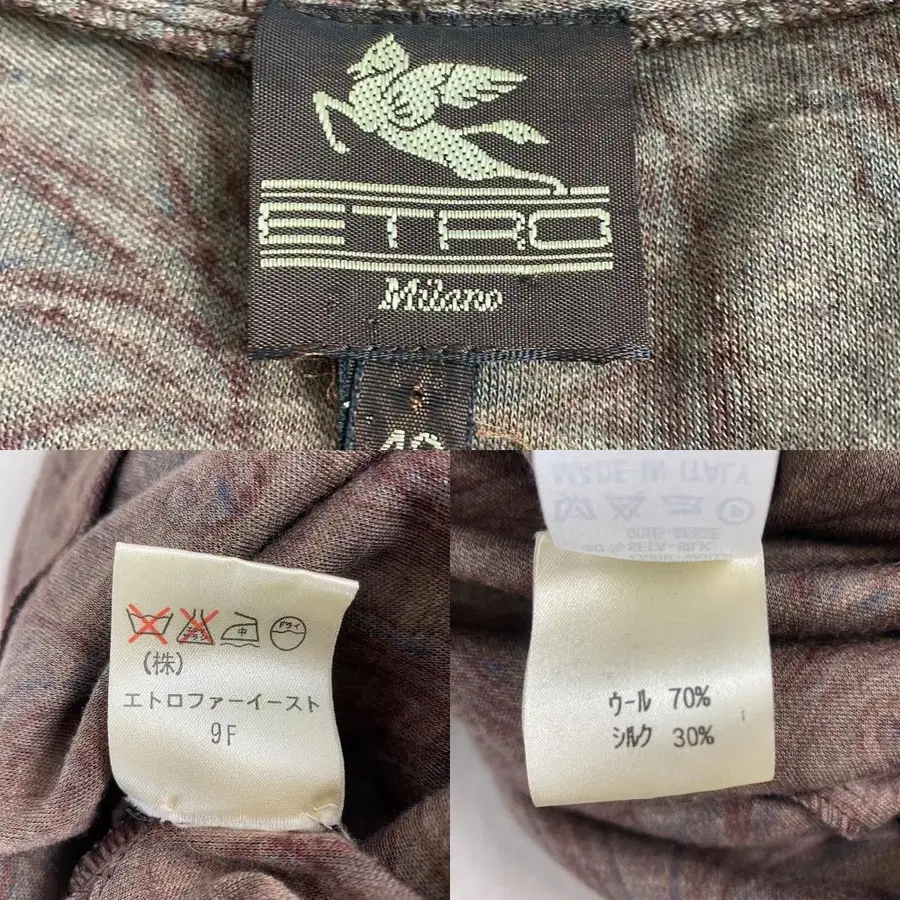 ETRO
Milano
(株)
エトロファーイースト
9F
MADE IN ITALY
ウール 70%
シルク 30%